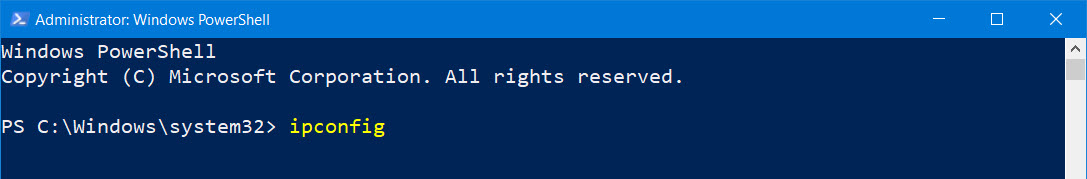 Administrator: Windows PowerShell
Windows PowerShell
Copyright (C) Microsoft Corporation. All rights reserved.
PS C:\Windows\system32> ipconfig